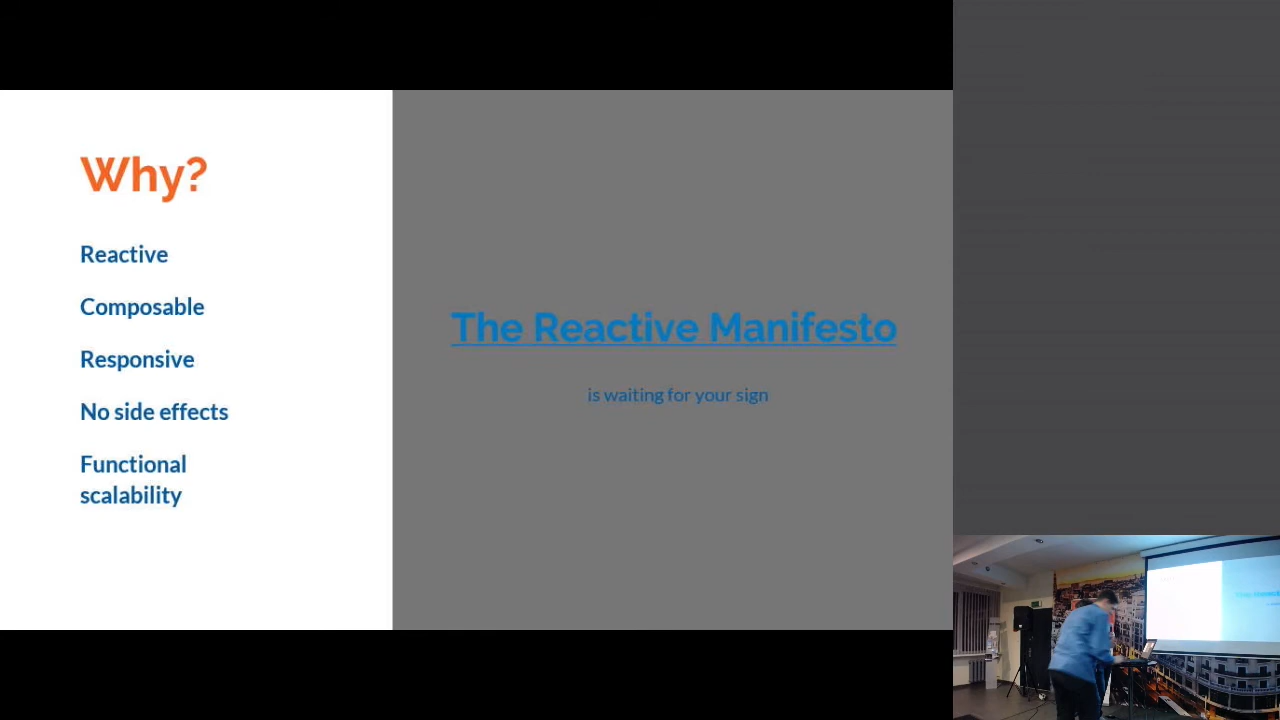 Why?
Reactive
Composable
Responsive
No side effects
Functional
scalability
The Reactive Manifesto
is waiting for your sign